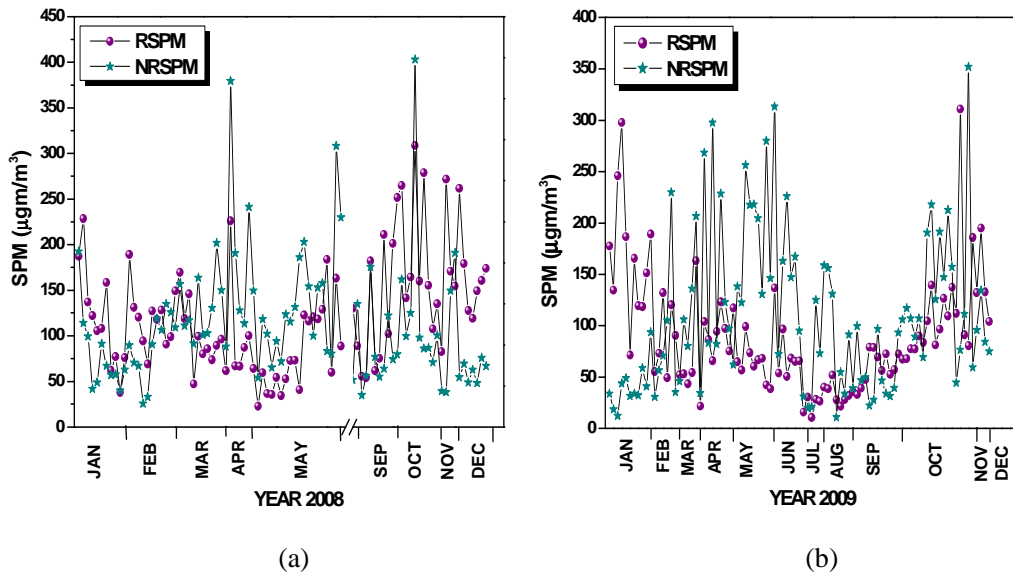 RSPM
NRSPM
SPM (µgm/m³)
450
400
350
300
250
200
150
100
50
0
JAN
FEB
MAR
APR
MAY
SEP
OCT
NOV
DEC
YEAR 2008
(a)
RSPM
NRSPM
SPM (µgm/m³)
400
350
300
250
200
150
100
50
0
JAN
FEB
MAR
APR
MAY
JUN
JUL
AUG
SEP
OCT
NOV
DEC
YEAR 2009
(b)